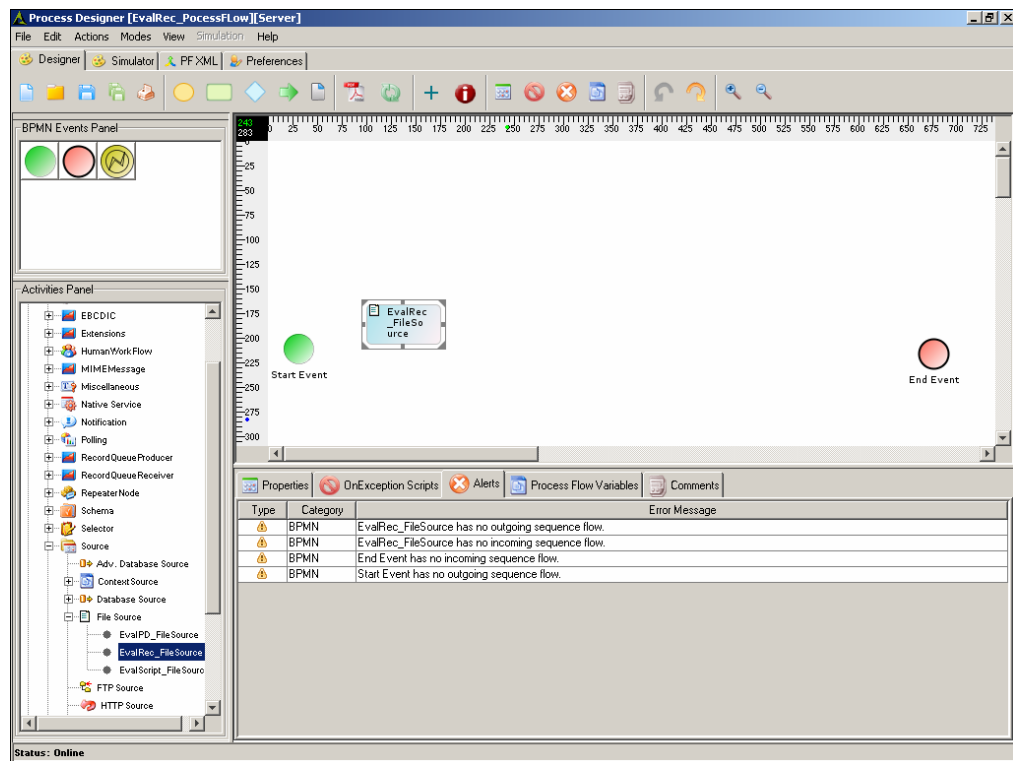 Process Designer [EvalRec_PocessFLow][Server]
File Edit Actions Modes View Simulation Help
Designer Simulator PF XML Preferences
BPMN Events Panel
243
283
0 25 50 75 100 125 150 175 200 225 250 275 300 325 350 375 400 425 450 475 500 525 550 575 600 625 650 675 700 725
0
25
50
75
100
125
150
175
200
225
250
275
300
EvalRec
_FileSo
urce
Start Event
End Event
Activities Panel
EBCDIC
Extensions
HumanWorkFlow
MIMEMessage
Miscellaneous
Native Service
Notification
Polling
RecordQueueProducer
RecordQueueReceiver
RepeaterNode
Schema
Selector
Source
Adv. Database Source
ContextSource
Database Source
File Source
EvalPD_FileSource
EvalRec_FileSource
EvalScript_FileSourc
FTP Source
HTTP Source
Properties OnException Scripts Alerts Process Flow Variables Comments
Type Category Error Message
BPMN EvalRec_FileSource has no outgoing sequence flow.
BPMN EvalRec_FileSource has no incoming sequence flow.
BPMN End Event has no incoming sequence flow.
BPMN Start Event has no outgoing sequence flow.
Status: Online